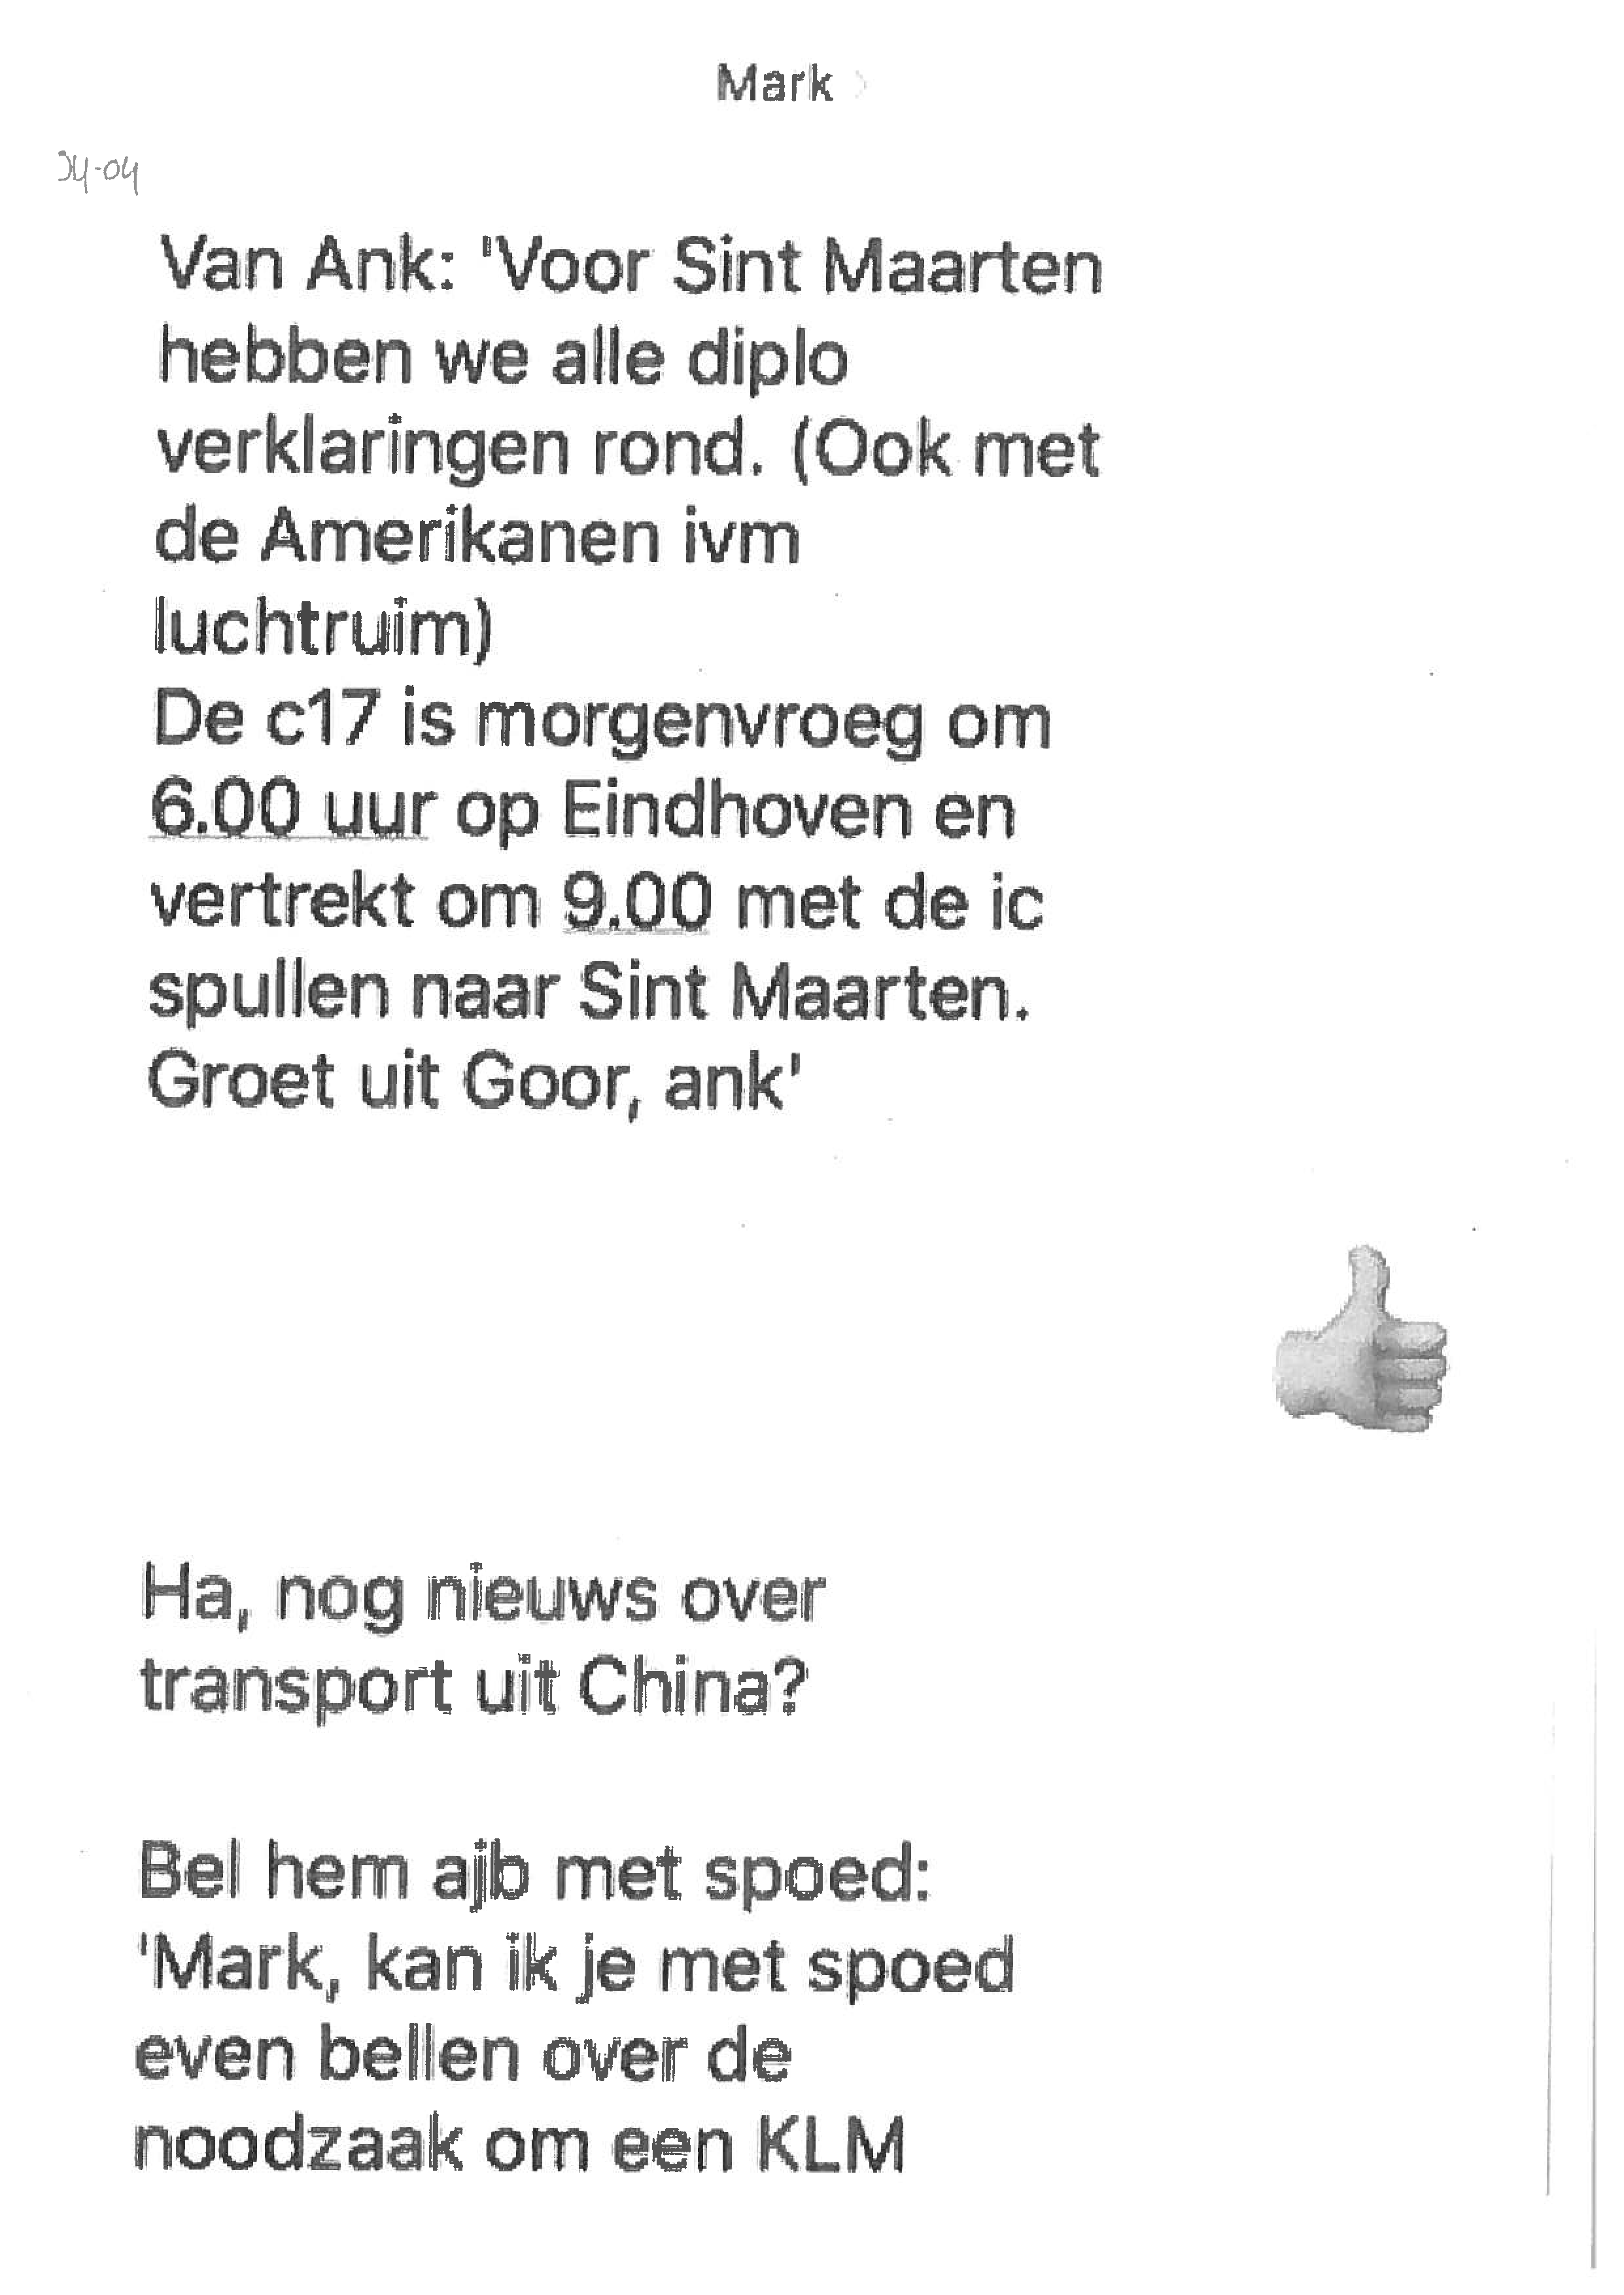 Mark
04-04
Van Ank: 'Voor Sint Maarten
hebben we alle diplo
verklaringen rond. (Ook met
de Amerikanen ivm
luchtruim)
De c17 is morgenvroeg om
6.00 uur op Eindhoven en
vertrekt om 9.00 met de ic
spullen naar Sint Maarten.
Groet uit Goor, ank'
Ha, nog nieuws over
transport uit China?
Bel hem ajb met spoed:
'Mark, kan ik je met spoed
even bellen over de
noodzaak om een KLM